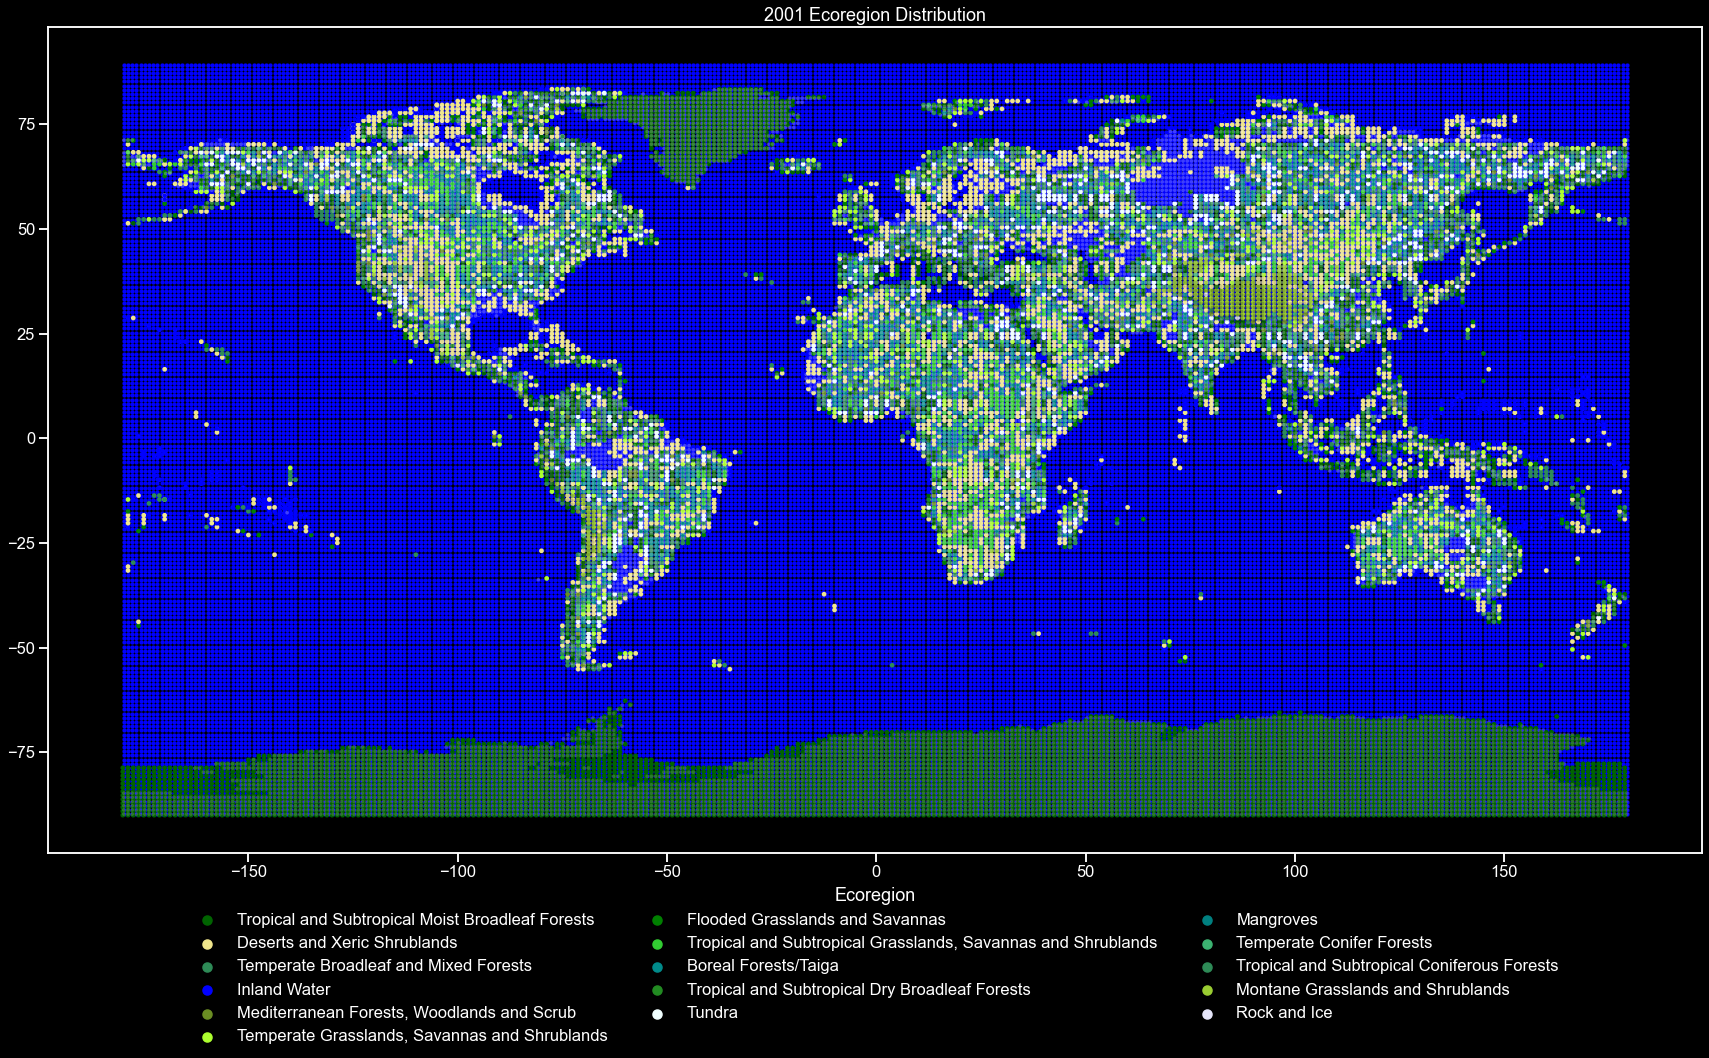 2001 Ecoregion Distribution
75
50
25
0
−25
−50
−75
−150
−100
−50
0
50
100
150
Ecoregion
Tropical and Subtropical Moist Broadleaf Forests
Deserts and Xeric Shrublands
Temperate Broadleaf and Mixed Forests
Inland Water
Mediterranean Forests, Woodlands and Scrub
Temperate Grasslands, Savannas and Shrublands
Flooded Grasslands and Savannas
Tropical and Subtropical Grasslands, Savannas and Shrublands
Boreal Forests/Taiga
Tropical and Subtropical Dry Broadleaf Forests
Tundra
Mangroves
Temperate Conifer Forests
Tropical and Subtropical Coniferous Forests
Montane Grasslands and Shrublands
Rock and Ice